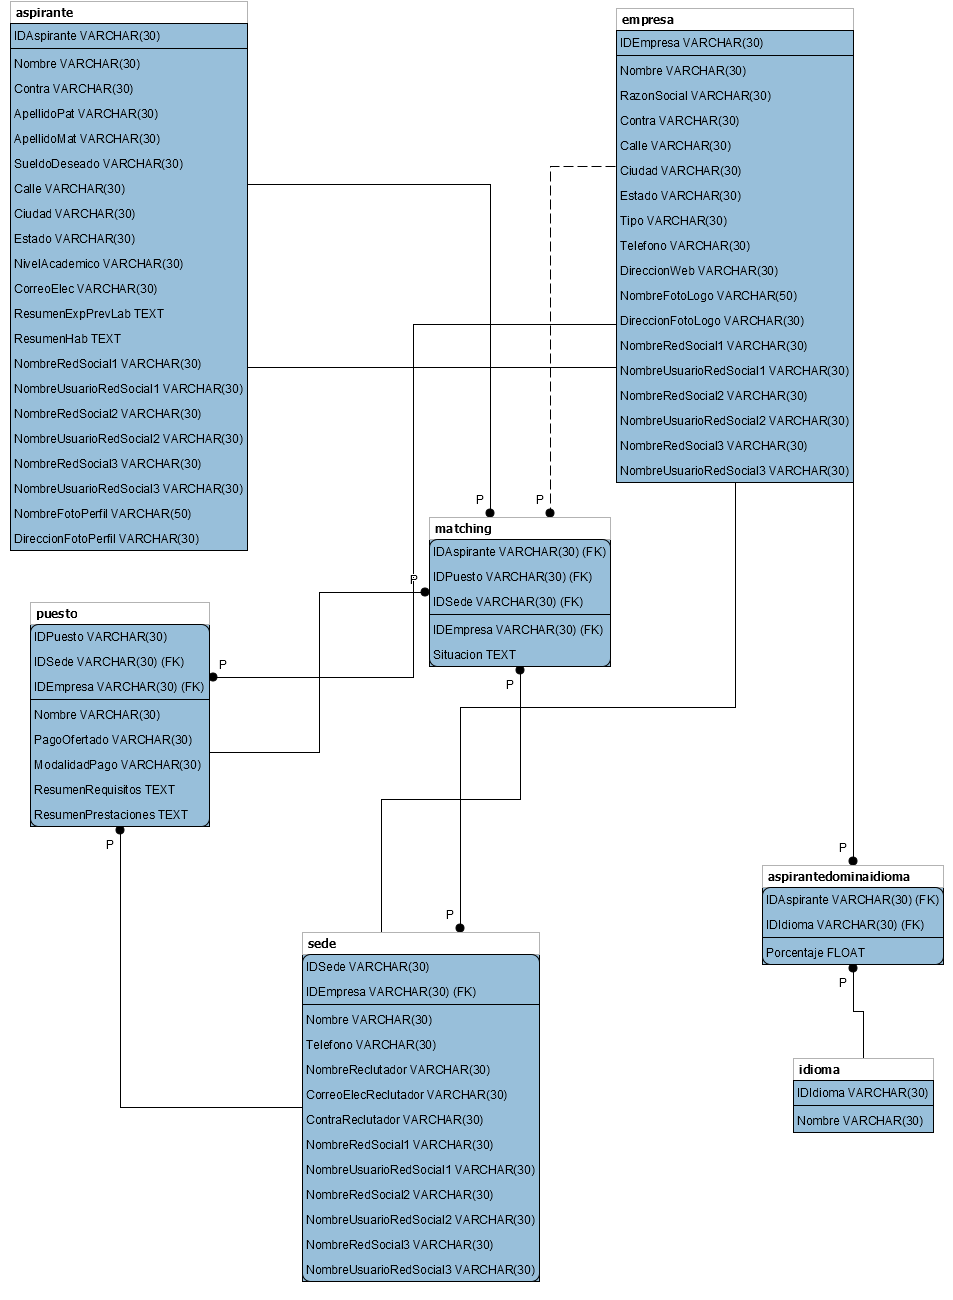 aspirante
IDAspirante VARCHAR(30)
Nombre VARCHAR(30)
Contra VARCHAR(30)
ApellidoPat VARCHAR(30)
ApellidoMat VARCHAR(30)
SueldoDeseado VARCHAR(30)
Calle VARCHAR(30)
Ciudad VARCHAR(30)
Estado VARCHAR(30)
NivelAcademico VARCHAR(30)
CorreoElec VARCHAR(30)
ResumenExpPrevLab TEXT
ResumenHab TEXT
NombreRedSocial1 VARCHAR(30)
NombreUsuarioRedSocial1 VARCHAR(30)
NombreRedSocial2 VARCHAR(30)
NombreUsuarioRedSocial2 VARCHAR(30)
NombreRedSocial3 VARCHAR(30)
NombreUsuarioRedSocial3 VARCHAR(30)
NombreFotoPerfil VARCHAR(50)
DireccionFotoPerfil VARCHAR(30)
empresa
IDEmpresa VARCHAR(30)
Nombre VARCHAR(30)
RazonSocial VARCHAR(30)
Contra VARCHAR(30)
Calle VARCHAR(30)
Ciudad VARCHAR(30)
Estado VARCHAR(30)
Tipo VARCHAR(30)
Telefono VARCHAR(30)
DireccionWeb VARCHAR(30)
NombreFotoLogo VARCHAR(50)
DireccionFotoLogo VARCHAR(30)
NombreRedSocial1 VARCHAR(30)
NombreUsuarioRedSocial1 VARCHAR(30)
NombreRedSocial2 VARCHAR(30)
NombreUsuarioRedSocial2 VARCHAR(30)
NombreRedSocial3 VARCHAR(30)
NombreUsuarioRedSocial3 VARCHAR(30)
P
P
matching
IDAspirante VARCHAR(30) (FK)
IDPuesto VARCHAR(30) (FK)
IDSede VARCHAR(30) (FK)
IDEmpresa VARCHAR(30) (FK)
Situacion TEXT
P
P
puesto
IDPuesto VARCHAR(30)
IDSede VARCHAR(30) (FK)
IDEmpresa VARCHAR(30) (FK)
Nombre VARCHAR(30)
PagoOfertado VARCHAR(30)
ModalidadPago VARCHAR(30)
ResumenRequisitos TEXT
ResumenPrestaciones TEXT
P
P
P
aspirantedominaidioma
IDAspirante VARCHAR(30) (FK)
IDIdioma VARCHAR(30) (FK)
Porcentaje FLOAT
P
P
sede
IDSede VARCHAR(30)
IDEmpresa VARCHAR(30) (FK)
Nombre VARCHAR(30)
Telefono VARCHAR(30)
NombreReclutador VARCHAR(30)
CorreoElecReclutador VARCHAR(30)
ContraReclutador VARCHAR(30)
NombreRedSocial1 VARCHAR(30)
NombreUsuarioRedSocial1 VARCHAR(30)
NombreRedSocial2 VARCHAR(30)
NombreUsuarioRedSocial2 VARCHAR(30)
NombreRedSocial3 VARCHAR(30)
NombreUsuarioRedSocial3 VARCHAR(30)
idioma
IDIdioma VARCHAR(30)
Nombre VARCHAR(30)